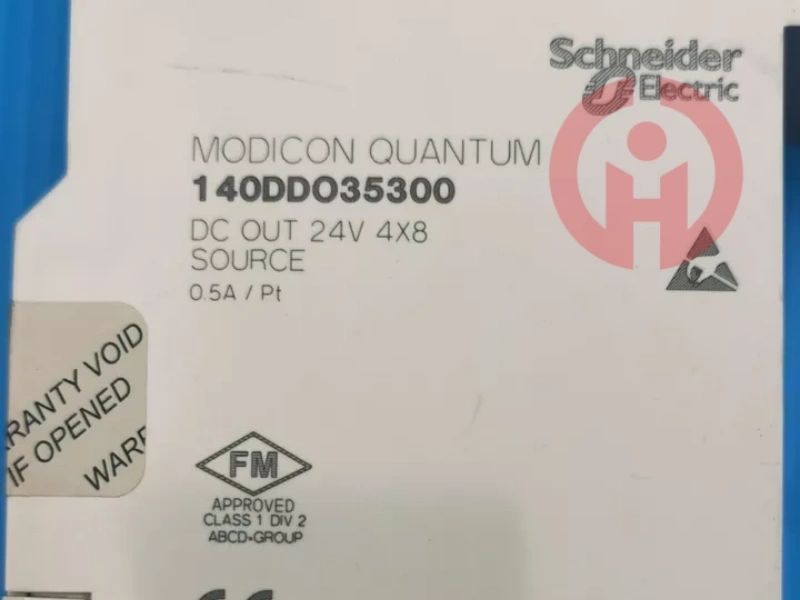 Schneider
Electric
MODICON QUANTUM
140DDO35300
DC OUT 24V 4X8
SOURCE
0.5A / Pt
RANTY VOID
IF OPENED
WARR
FM
APPROVED
CLASS 1 DIV 2
ABCD-GROUP